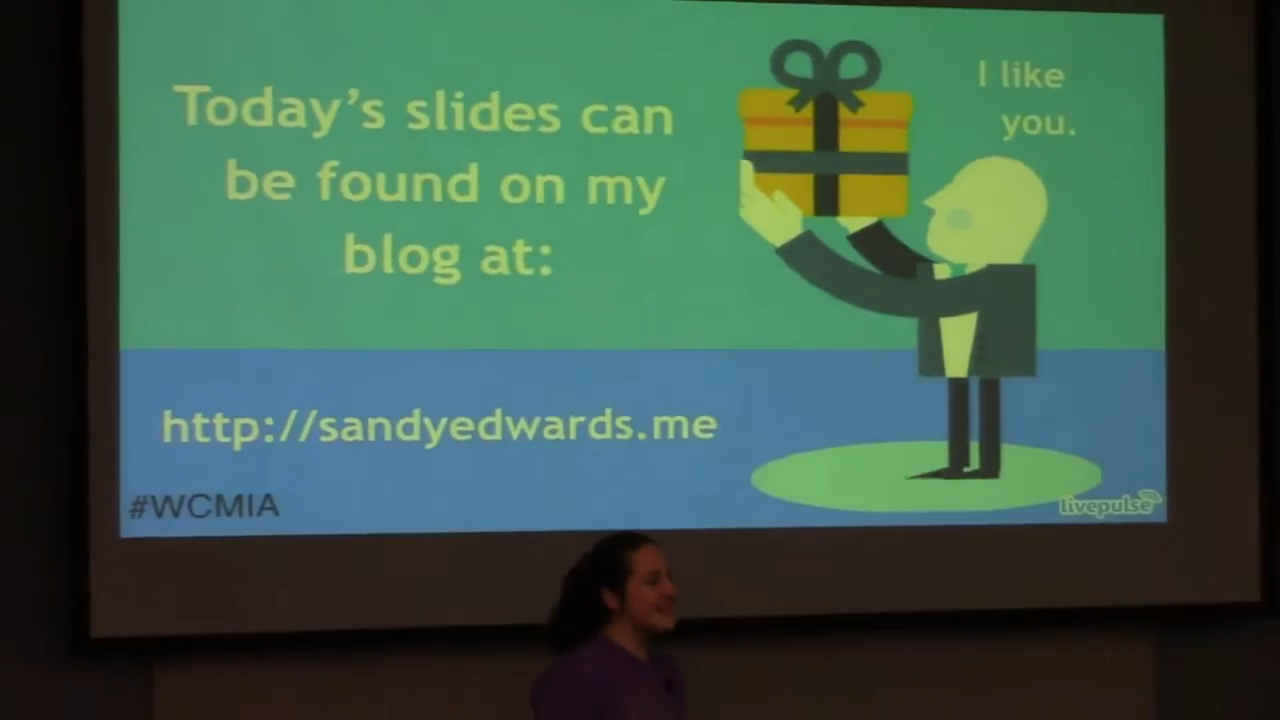 Today's slides can
be found on my
blog at:
I like
you.
http://sandyedwards.me
#WCMIA
livepulse